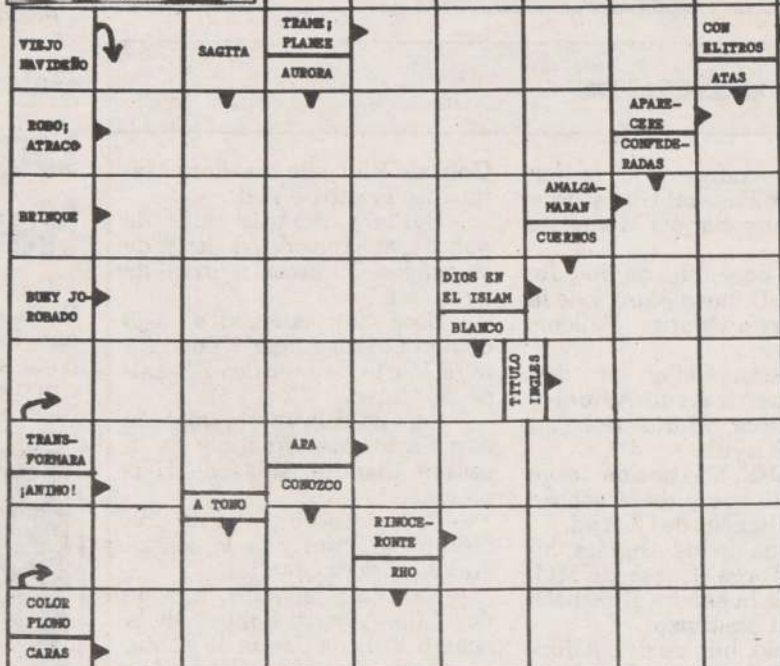 VIEJO
NAVIDEÑO
SAGITA
TRAME;
PLANEE
AURORA
CON
ELITROS
ATAS
ROBO;
ATRACO
APARE-
CERE
CONFEDE-
RADAS
BRINQUE
AMALGA-
MARAN
CUERNOS
BUEY JO-
ROBADO
DIOS EN
EL ISLAM
BLANCO
TITULO
INGLES
TRANS-
FORMARA
¡ANIMO!
ARA
CONOZCO
A TONO
RINOCE-
RONTE
RHO
COLOR
PLOMO
CARAS